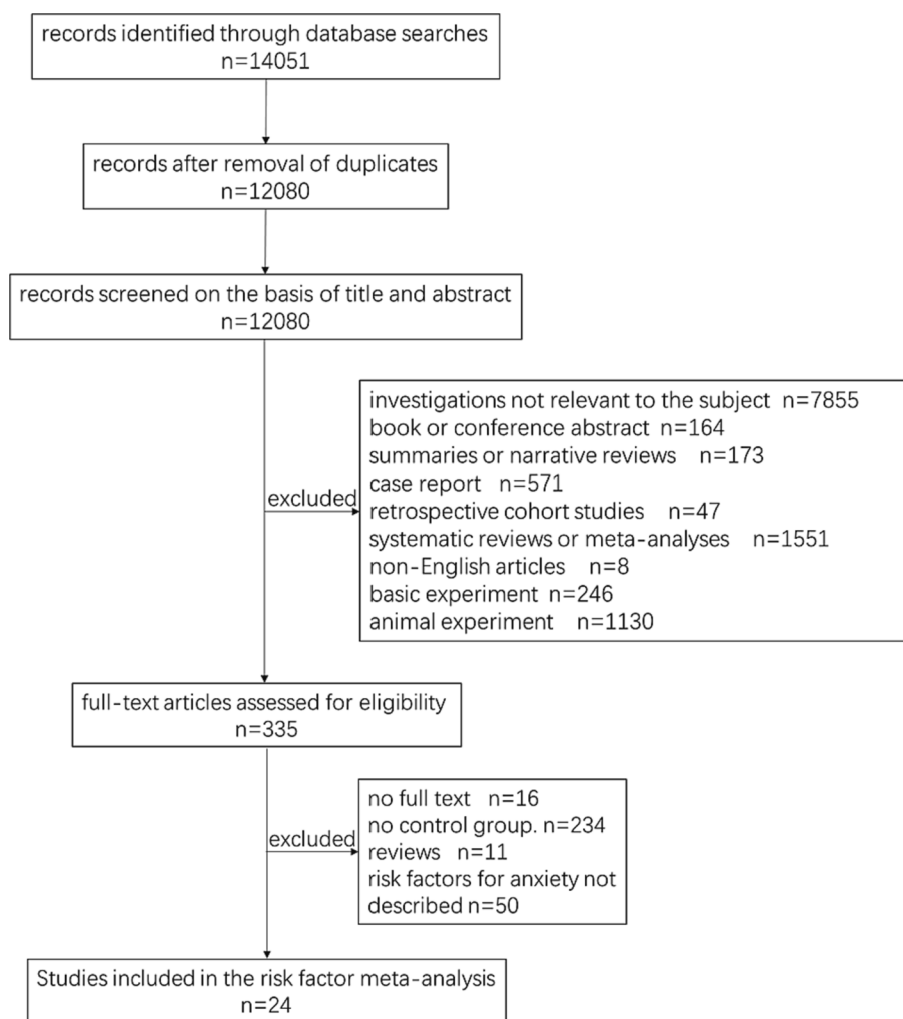 records identified through database searches
n=14051
records after removal of duplicates
n=12080
records screened on the basis of title and abstract
n=12080
excluded
investigations not relevant to the subject n=7855
book or conference abstract n=164
summaries or narrative reviews n=173
case report n=571
retrospective cohort studies n=47
systematic reviews or meta-analyses n=1551
non-English articles n=8
basic experiment n=246
animal experiment n=1130
full-text articles assessed for eligibility
n=335
excluded
no full text n=16
no control group. n=234
reviews n=11
risk factors for anxiety not
described n=50
Studies included in the risk factor meta-analysis
n=24